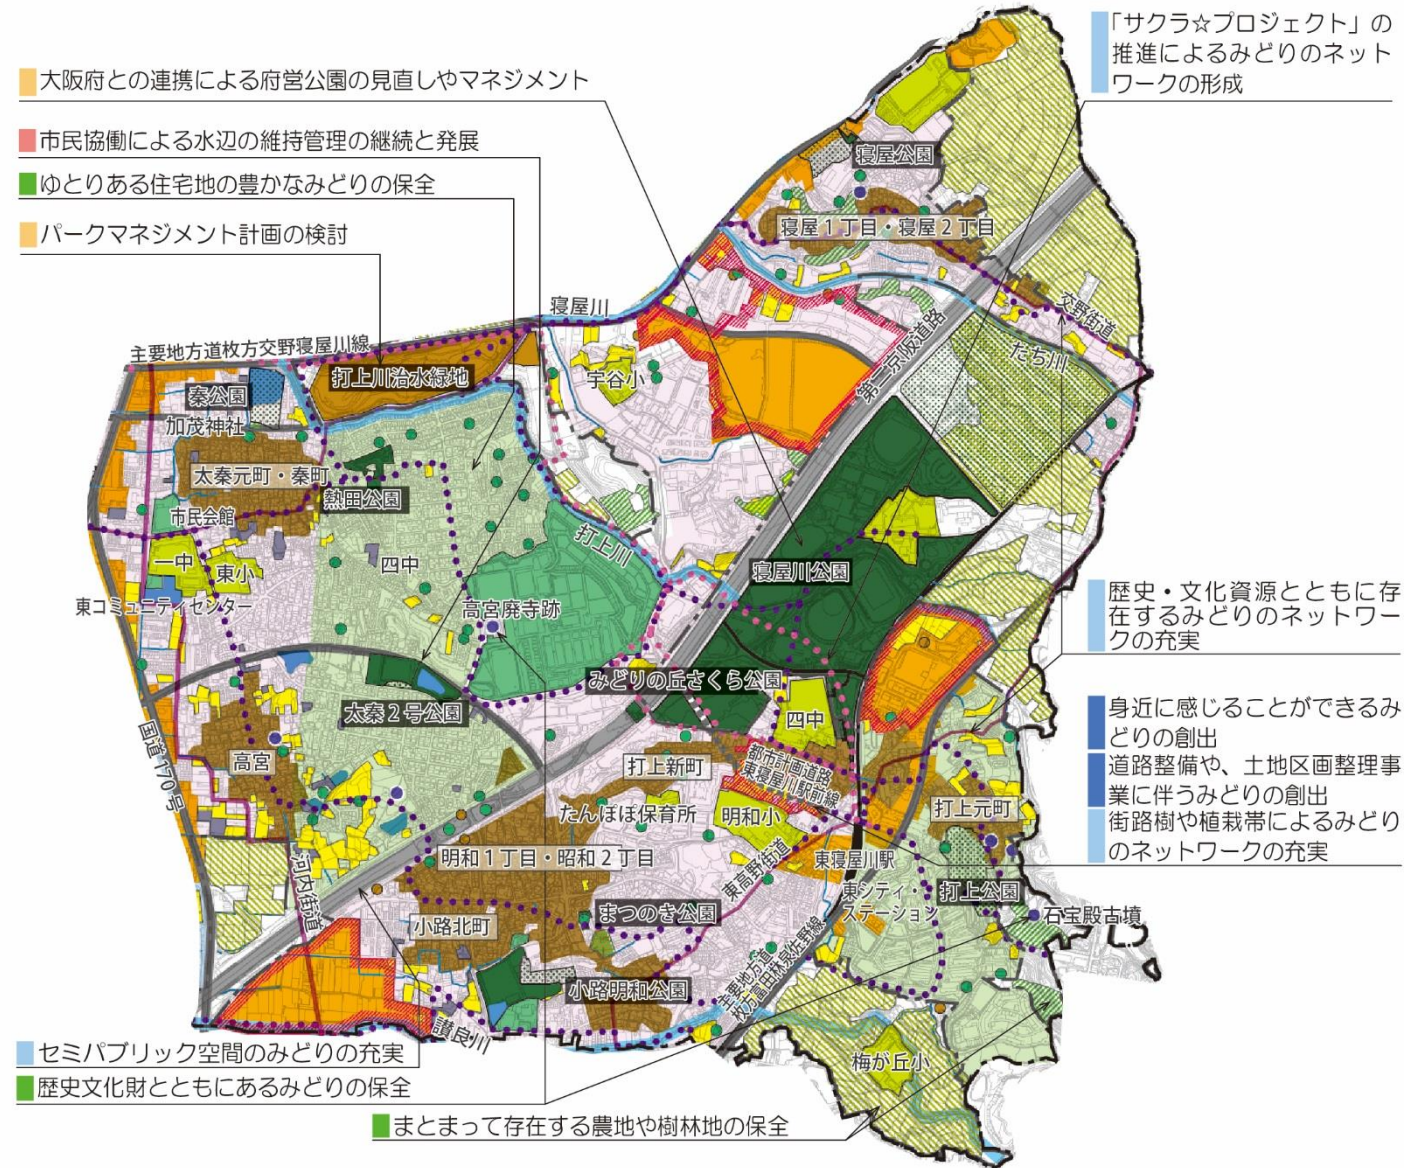 「サクラ☆プロジェクト」の
推進によるみどりのネット
ワークの形成
大阪府との連携による府営公園の見直しやマネジメント
市民協働による水辺の維持管理の継続と発展
ゆとりある住宅地の豊かなみどりの保全
パークマネジメント計画の検討
寝屋公園
寝屋1丁目・寝屋2丁目
交野街道
寝屋川
主要地方道枚方交野寝屋川線
第二京阪道路
たち川
打上川治水緑地
宇谷小
秦公園
加茂神社
太秦元町・秦町
熱田公園
市民会館
打上川
一中
東小
四中
寝屋川公園
東コミュニティセンター
高宮廃寺跡
歴史・文化資源とともに存
在するみどりのネットワー
クの充実
みどりの丘さくら公園
太秦2号公園
四中
国道170号
高宮
身近に感じることができるみ
どりの創出
道路整備や、土地区画整理事
業に伴うみどりの創出
街路樹や植栽帯によるみどり
のネットワークの充実
打上新町
都市計画道路
東寝屋川駅前線
たんぽぽ保育所
明和小
打上元町
明和1丁目・昭和2丁目
東寝屋川駅
河内街道
東高野街道
東シティ・
ステーション
打上公園
小路北町
まつのき公園
石宝殿古墳
主要地方道
枚方富田林泉佐野線
小路明和公園
讃良川
梅が丘小
セミパブリック空間のみどりの充実
歴史文化財とともにあるみどりの保全
まとまって存在する農地や樹林地の保全